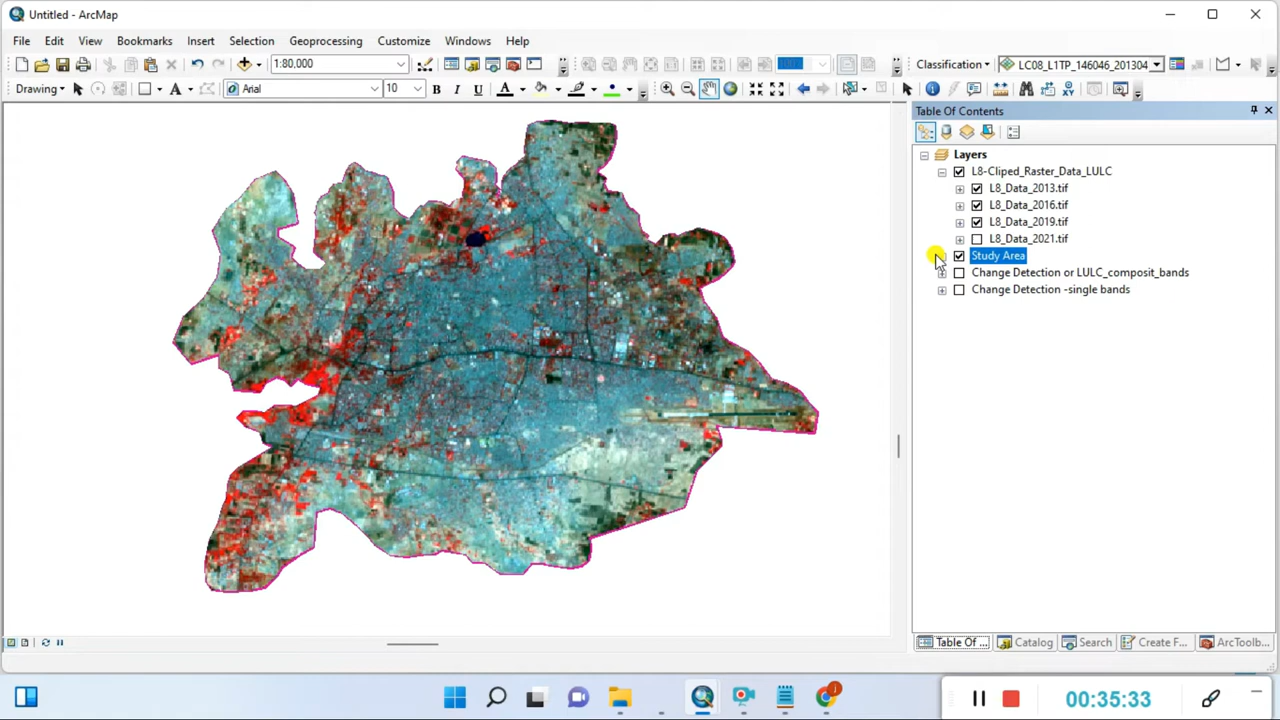 Untitled - ArcMap
File Edit View Bookmarks Insert Selection Geoprocessing Customize Windows Help
1:80,000
Classification LC08_L1TP_146046_201304
Drawing Arial 10 B I U A
Table Of Contents
Layers
L8-Cliped_Raster_Data_LULC
L8_Data_2013.tif
L8_Data_2016.tif
L8_Data_2019.tif
L8_Data_2021.tif
Study Area
Change Detection or LULC_composit_bands
Change Detection -single bands
Table Of ... Catalog Search Create F... ArcToolb...
00:35:33